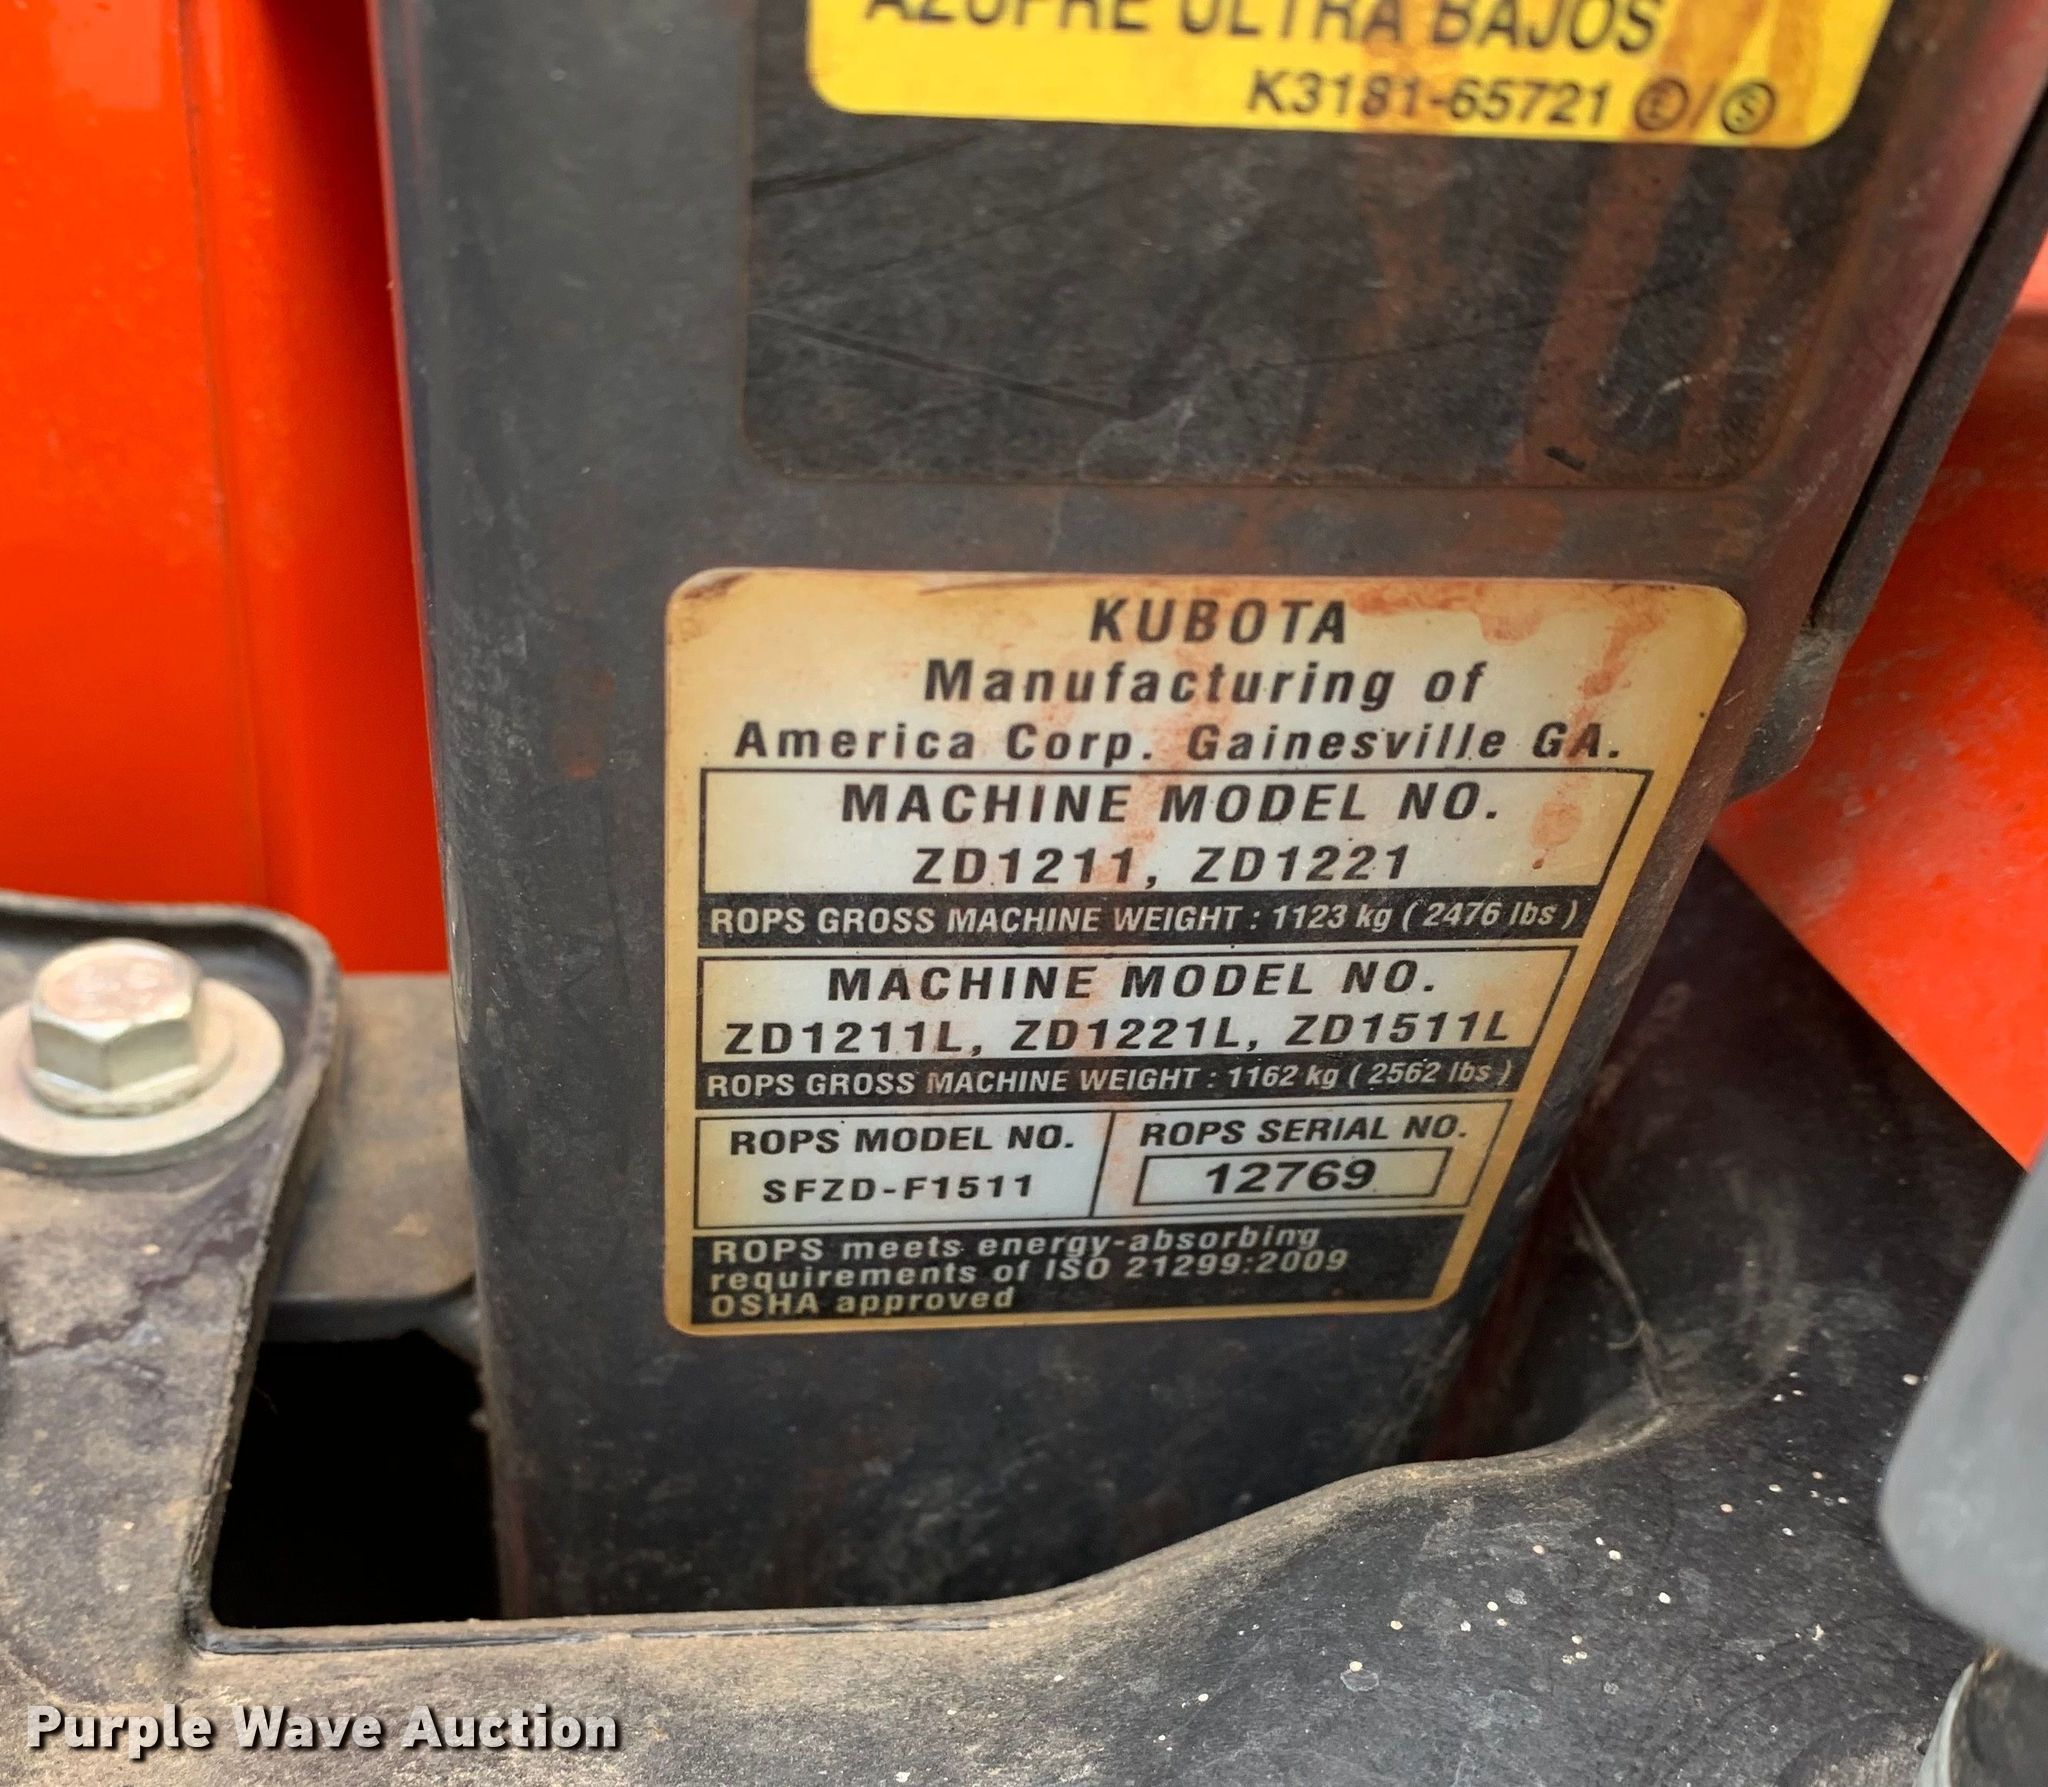 AZUFRE ULTRA BAJOS
K3181-65721 Ⓔ/Ⓢ
KUBOTA
Manufacturing of
America Corp. Gainesville GA.
MACHINE MODEL NO.
ZD1211, ZD1221
ROPS GROSS MACHINE WEIGHT : 1123 kg ( 2476 lbs )
MACHINE MODEL NO.
ZD1211L, ZD1221L, ZD1511L
ROPS GROSS MACHINE WEIGHT : 1162 kg ( 2562 lbs )
ROPS MODEL NO. ROPS SERIAL NO.
SFZD-F1511 12769
ROPS meets energy-absorbing
requirements of ISO 21299:2009
OSHA approved
Purple Wave Auction